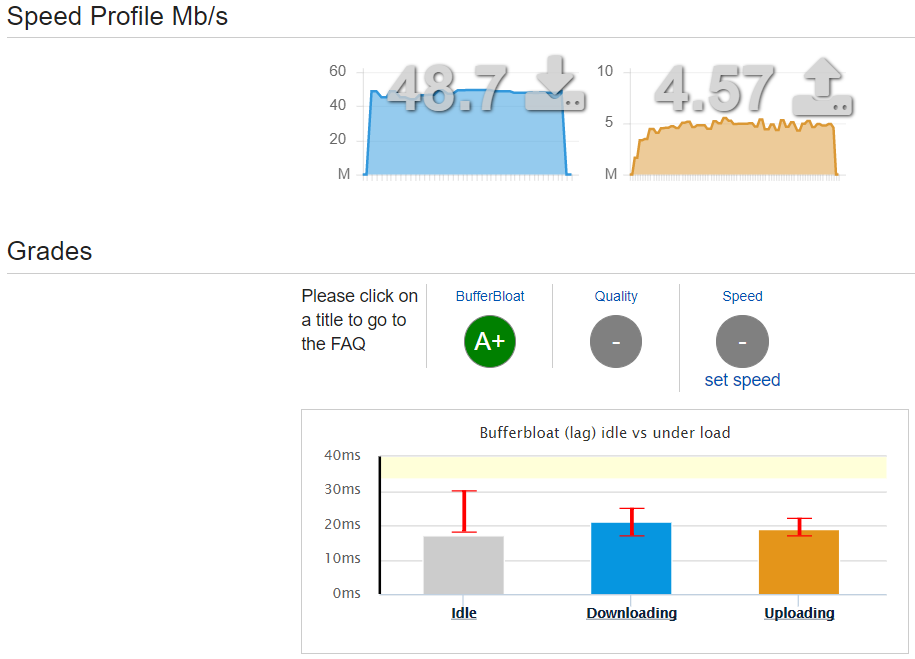 Speed Profile Mb/s
60
40
20
M
48.7
10
5
M
4.57
Grades
Please click on
a title to go to
the FAQ
BufferBloat
A+
Quality
-
Speed
-
set speed
Bufferbloat (lag) idle vs under load
40ms
30ms
20ms
10ms
0ms
Idle
Downloading
Uploading